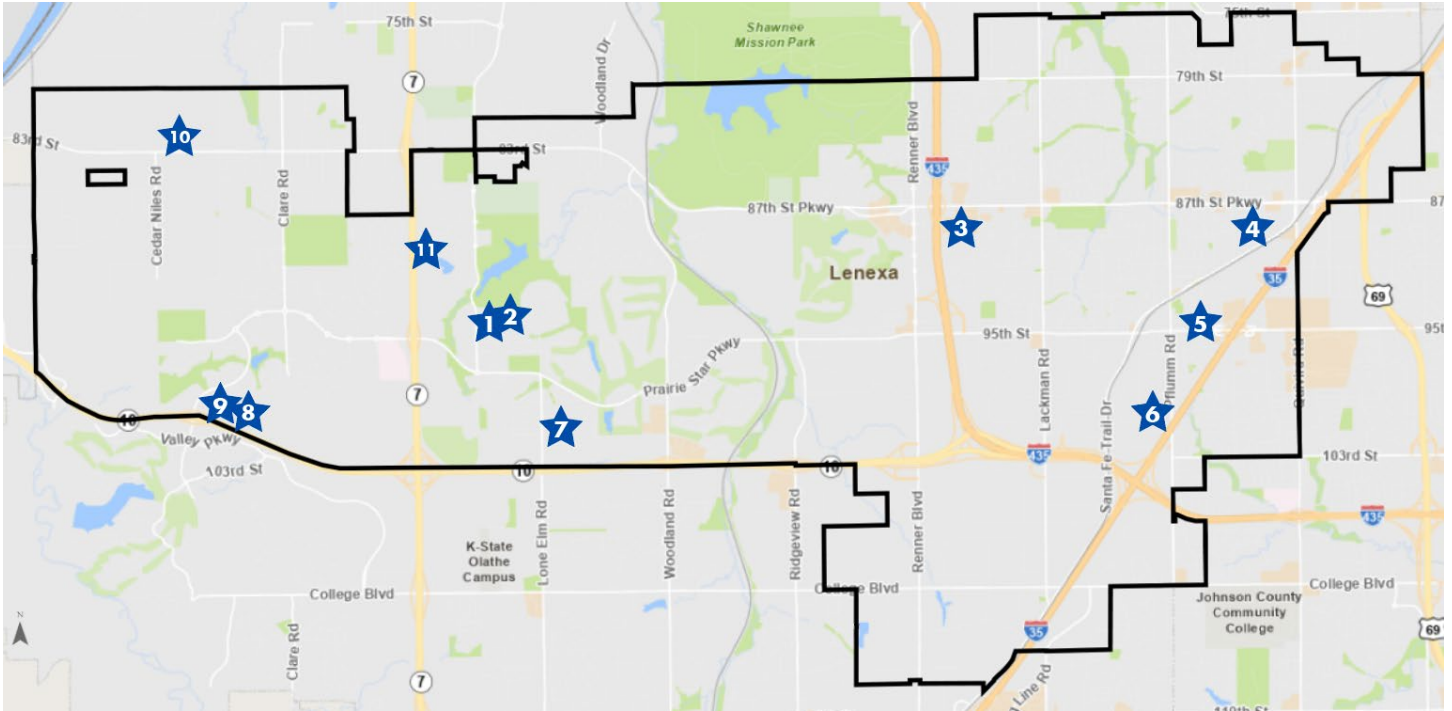 75th St
Shawnee
Mission Park
75th St
7
Woodland Dr
79th St
Renner Blvd
83rd St
10
83rd St
435
Cedar Niles Rd
Clare Rd
87th St Pkwy
87th St Pkwy
87
3
4
11
Lenexa
35
69
1
2
5
95th St
95t
Prairie Star Pkwy
Lackman Rd
Pflumm Rd
Quivira Rd
7
9
8
10
6
7
Valley Pkwy
Santa Fe-Trail-Dr
103rd St
435
103rd St
10
10
435
Lone Elm Rd
Woodland Rd
Ridgeview Rd
Renner Blvd
K-State
Olathe
Campus
College Blvd
College Blvd
College Blvd
Johnson County
Community
College
N
35
69
Clare Rd
7
Line Rd
119th St